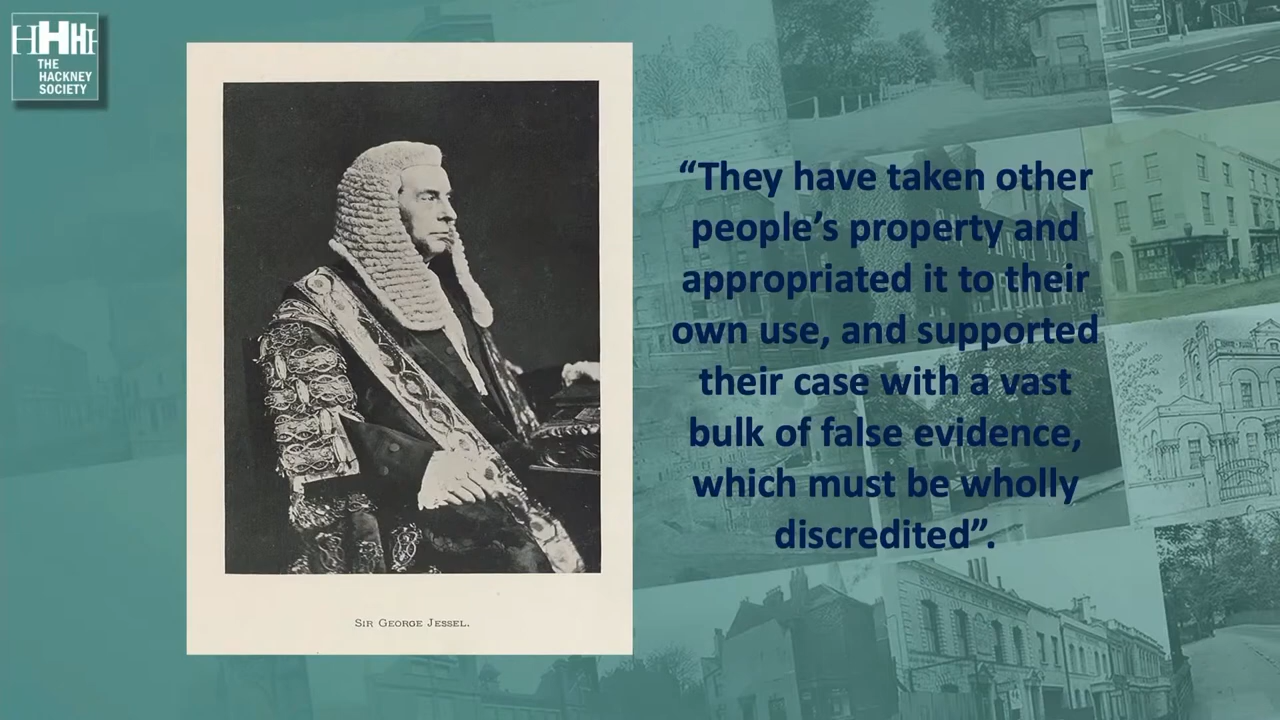 HHH
THE
HACKNEY
SOCIETY
“They have taken other
people’s property and
appropriated it to their
own use, and supported
their case with a vast
bulk of false evidence,
which must be wholly
discredited”.
Sir George Jessel.